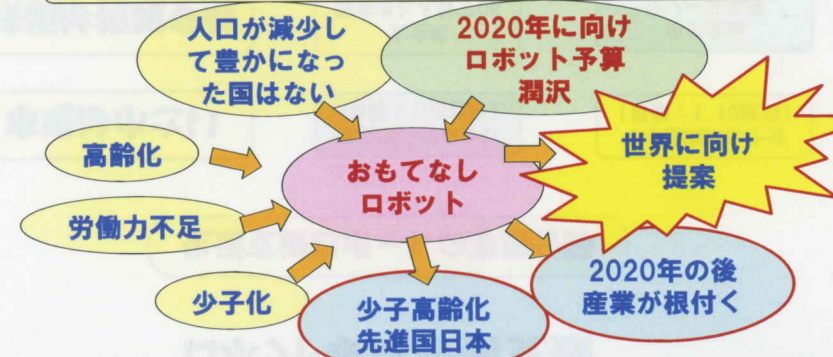 人口が減少し
て豊かになっ
た国はない
2020年に向け
ロボット予算
潤沢
高齢化
おもてなし
ロボット
世界に向け
提案
労働力不足
少子化
少子高齢化
先進国日本
2020年の後
産業が根付く